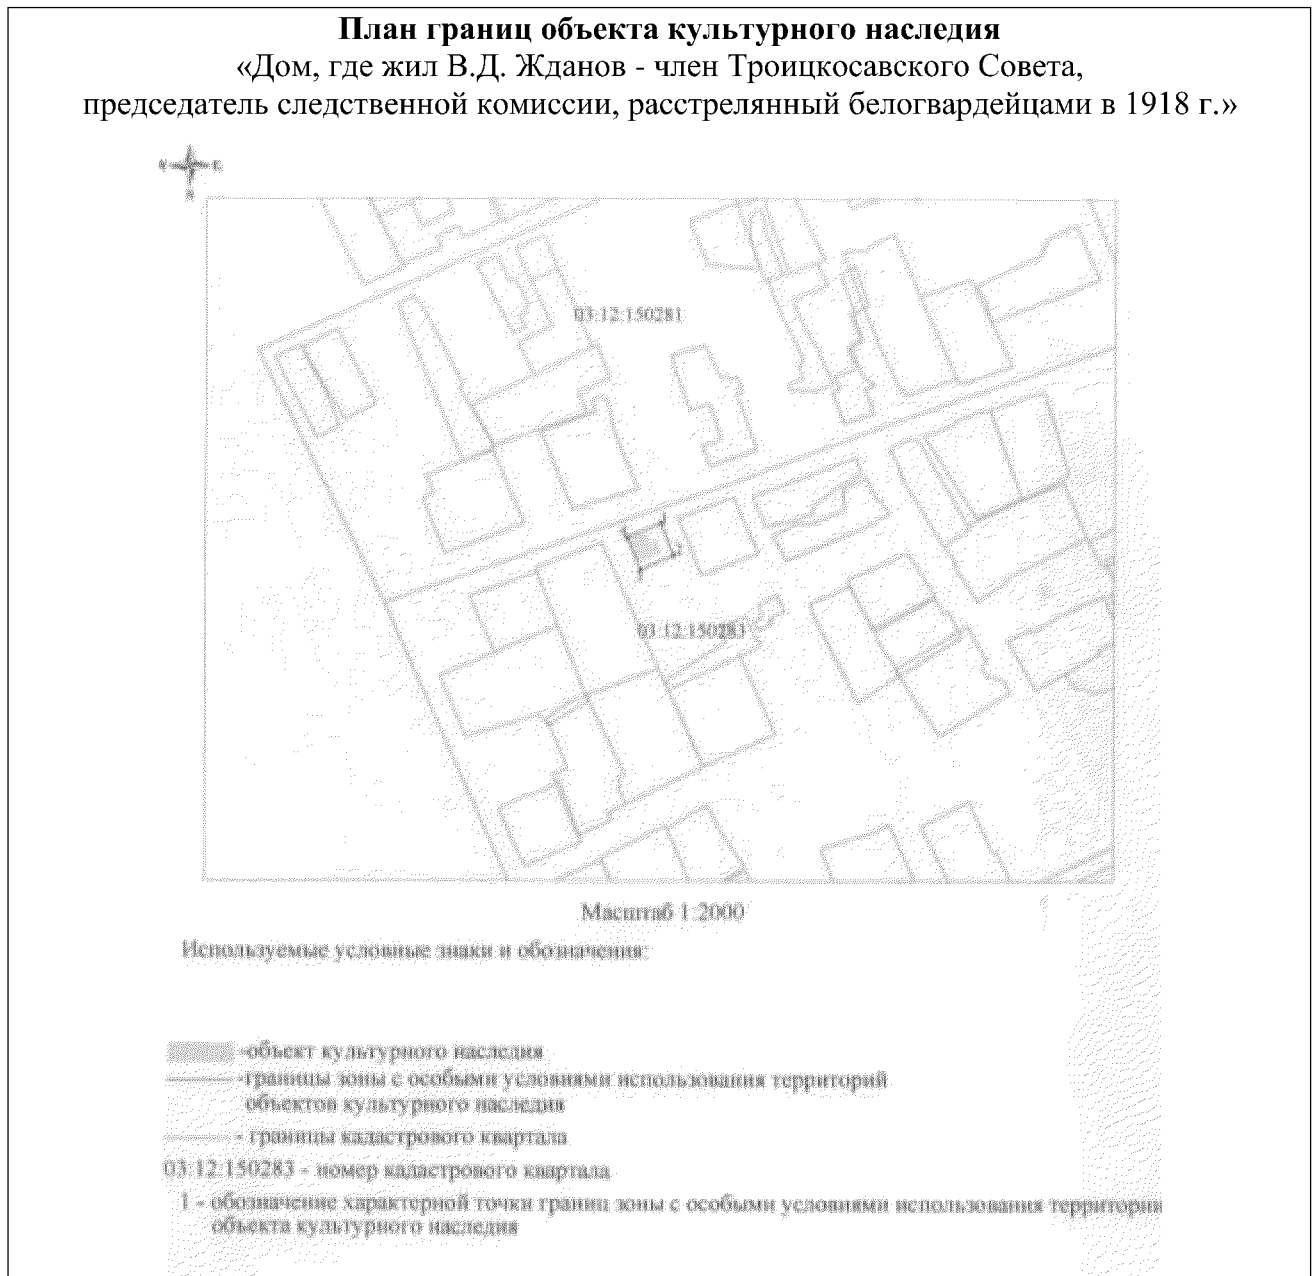 План границ объекта культурного наследия
«Дом, где жил В.Д. Жданов - член Троицкосавского Совета,
председатель следственной комиссии, расстрелянный белогвардейцами в 1918 г.»
03:12:150281
03:12:150283
Масштаб 1:2000
Используемые условные знаки и обозначения:
-объект культурного наследия
-границы зоны с особыми условиями использования территорий
объектов культурного наследия
- границы кадастрового квартала
03:12:150283 - номер кадастрового квартала
1 - обозначение характерной точки границ зоны с особыми условиями использования территории
объекта культурного наследия